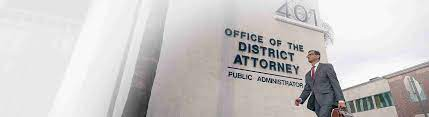 401
OFFICE OF THE
DISTRICT
ATTORNEY
PUBLIC ADMINISTRATOR